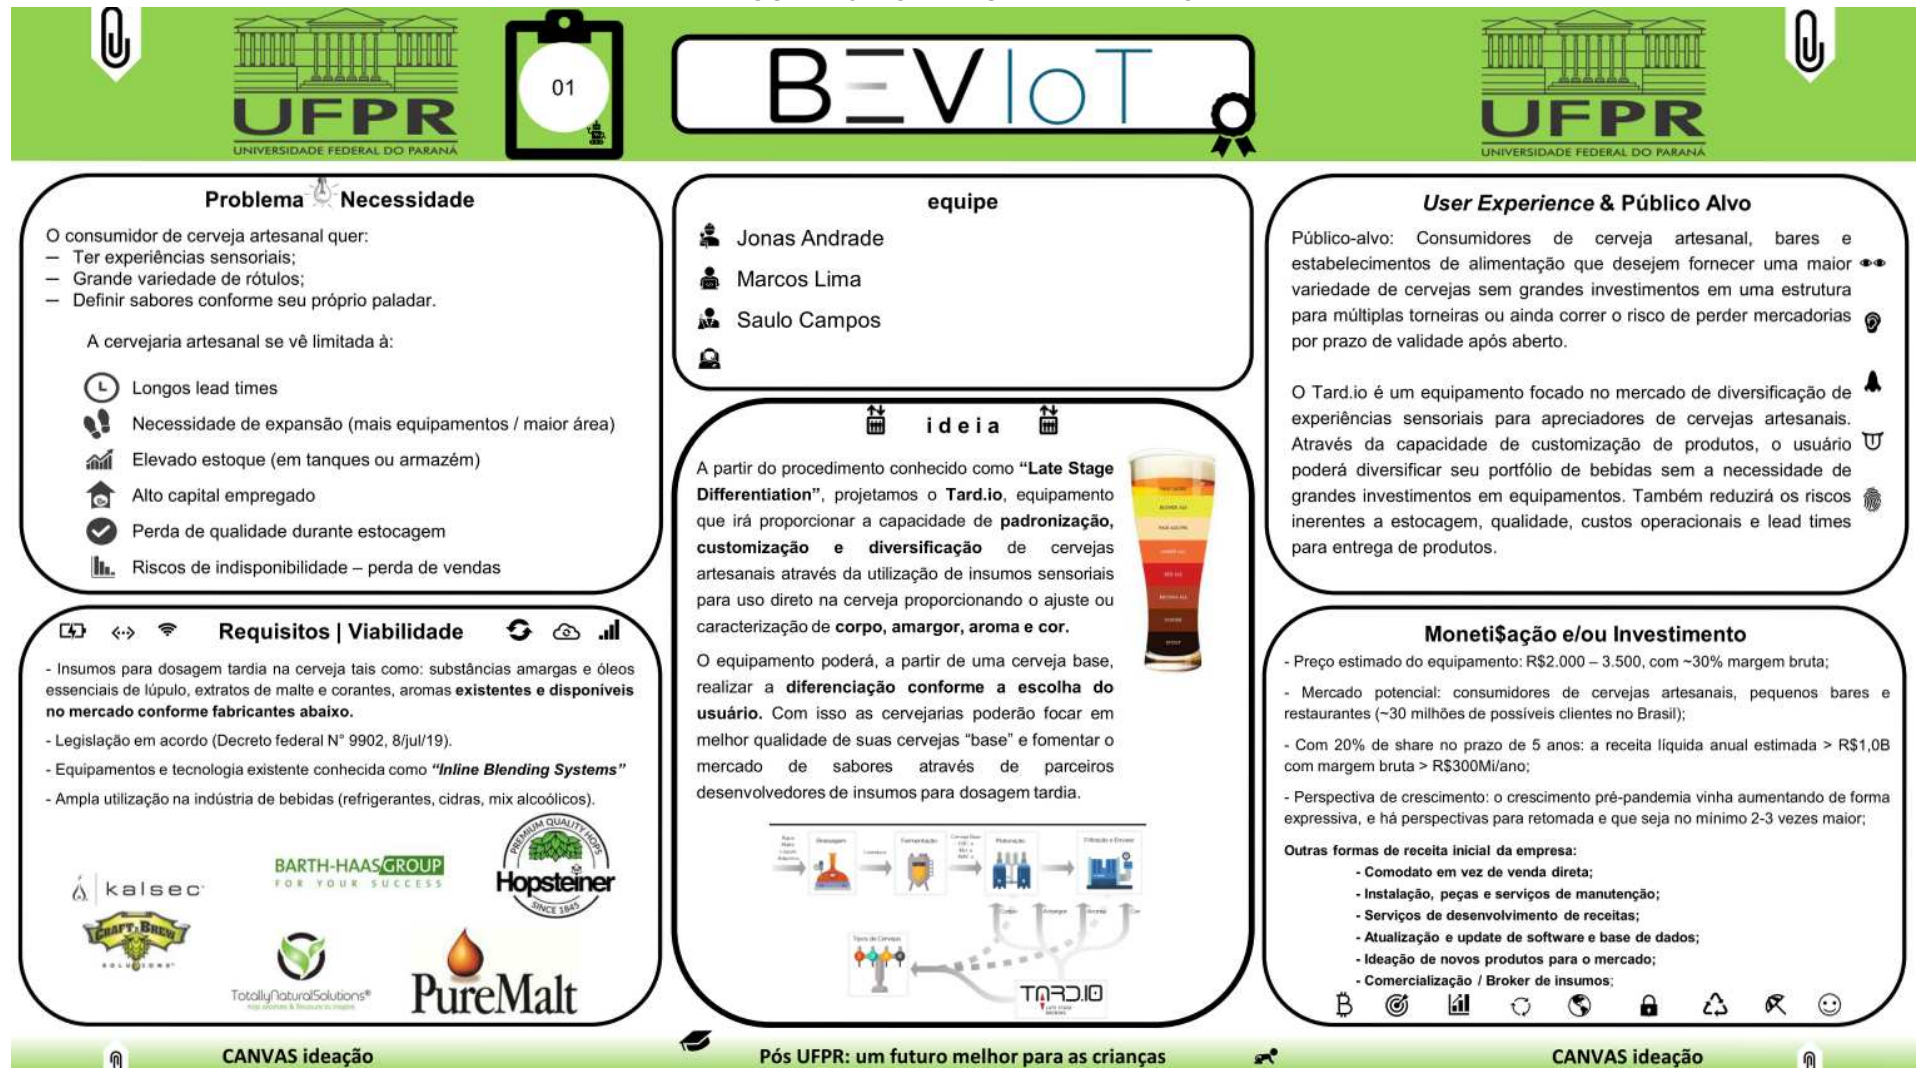 UFPR
UNIVERSIDADE FEDERAL DO PARANÁ
01
BEVIoT
UFPR
UNIVERSIDADE FEDERAL DO PARANÁ
Problema Necessidade
O consumidor de cerveja artesanal quer:
— Ter experiências sensoriais;
— Grande variedade de rótulos;
— Definir sabores conforme seu próprio paladar.
A cervejaria artesanal se vê limitada à:
Longos lead times
Necessidade de expansão (mais equipamentos / maior área)
Elevado estoque (em tanques ou armazém)
Alto capital empregado
Perda de qualidade durante estocagem
Riscos de indisponibilidade – perda de vendas
equipe
Jonas Andrade
Marcos Lima
Saulo Campos
User Experience & Público Alvo
Público-alvo: Consumidores de cerveja artesanal, bares e
estabelecimentos de alimentação que desejem fornecer uma maior
variedade de cervejas sem grandes investimentos em uma estrutura
para múltiplas torneiras ou ainda correr o risco de perder mercadorias
por prazo de validade após aberto.
O Tard.io é um equipamento focado no mercado de diversificação de
experiências sensoriais para apreciadores de cervejas artesanais.
Através da capacidade de customização de produtos, o usuário
poderá diversificar seu portfólio de bebidas sem a necessidade de
grandes investimentos em equipamentos. Também reduzirá os riscos
inerentes a estocagem, qualidade, custos operacionais e lead times
para entrega de produtos.
ideia
A partir do procedimento conhecido como “Late Stage
Differentiation”, projetamos o Tard.io, equipamento
que irá proporcionar a capacidade de padronização,
customização e diversificação de cervejas
artesanais através da utilização de insumos sensoriais
para uso direto na cerveja proporcionando o ajuste ou
caracterização de corpo, amargor, aroma e cor.
O equipamento poderá, a partir de uma cerveja base,
realizar a diferenciação conforme a escolha do
usuário. Com isso as cervejarias poderão focar em
melhor qualidade de suas cervejas “base” e fomentar o
mercado de sabores através de parceiros
desenvolvedores de insumos para dosagem tardia.
Fermentação
Maturação
Filtração e Envase
Amargor
Aroma
Cor
Tipos de Cervejas
TARD.IO
Requisitos | Viabilidade
- Insumos para dosagem tardia na cerveja tais como: substâncias amargas e óleos
essenciais de lúpulo, extratos de malte e corantes, aromas existentes e disponíveis
no mercado conforme fabricantes abaixo.
- Legislação em acordo (Decreto federal N° 9902, 8/jul/19).
- Equipamentos e tecnologia existente conhecida como “Inline Blending Systems”
- Ampla utilização na indústria de bebidas (refrigerantes, cidras, mix alcoólicos).
kalsec
BARTH-HAAS GROUP
FOR YOUR SUCCESS
PREMIUM QUALITY HOPS
Hopsteiner
SINCE 1845
CRAFT BREW
SOLUTIONS
TotallyNaturalSolutions®
PureMalt
Moneti$ação e/ou Investimento
- Preço estimado do equipamento: R$2.000 – 3.500, com ~30% margem bruta;
- Mercado potencial: consumidores de cervejas artesanais, pequenos bares e
restaurantes (~30 milhões de possíveis clientes no Brasil);
- Com 20% de share no prazo de 5 anos: a receita líquida anual estimada > R$1,0B
com margem bruta > R$300Mi/ano;
- Perspectiva de crescimento: o crescimento pré-pandemia vinha aumentando de forma
expressiva, e há perspectivas para retomada e que seja no mínimo 2-3 vezes maior;
Outras formas de receita inicial da empresa:
- Comodato em vez de venda direta;
- Instalação, peças e serviços de manutenção;
- Serviços de desenvolvimento de receitas;
- Atualização e update de software e base de dados;
- Ideação de novos produtos para o mercado;
- Comercialização / Broker de insumos;
CANVAS ideação
Pós UFPR: um futuro melhor para as crianças
CANVAS ideação